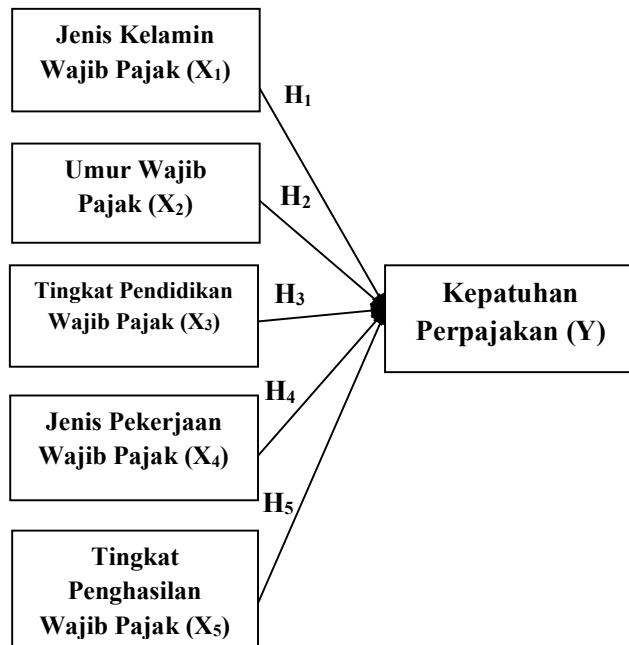 Jenis Kelamin
Wajib Pajak (X₁)
H₁
Umur Wajib
Pajak (X₂)
H₂
Tingkat Pendidikan
Wajib Pajak (X₃)
H₃
Kepatuhan
Perpajakan (Y)
Jenis Pekerjaan
Wajib Pajak (X₄)
H₄
Tingkat
Penghasilan
Wajib Pajak (X₅)
H₅